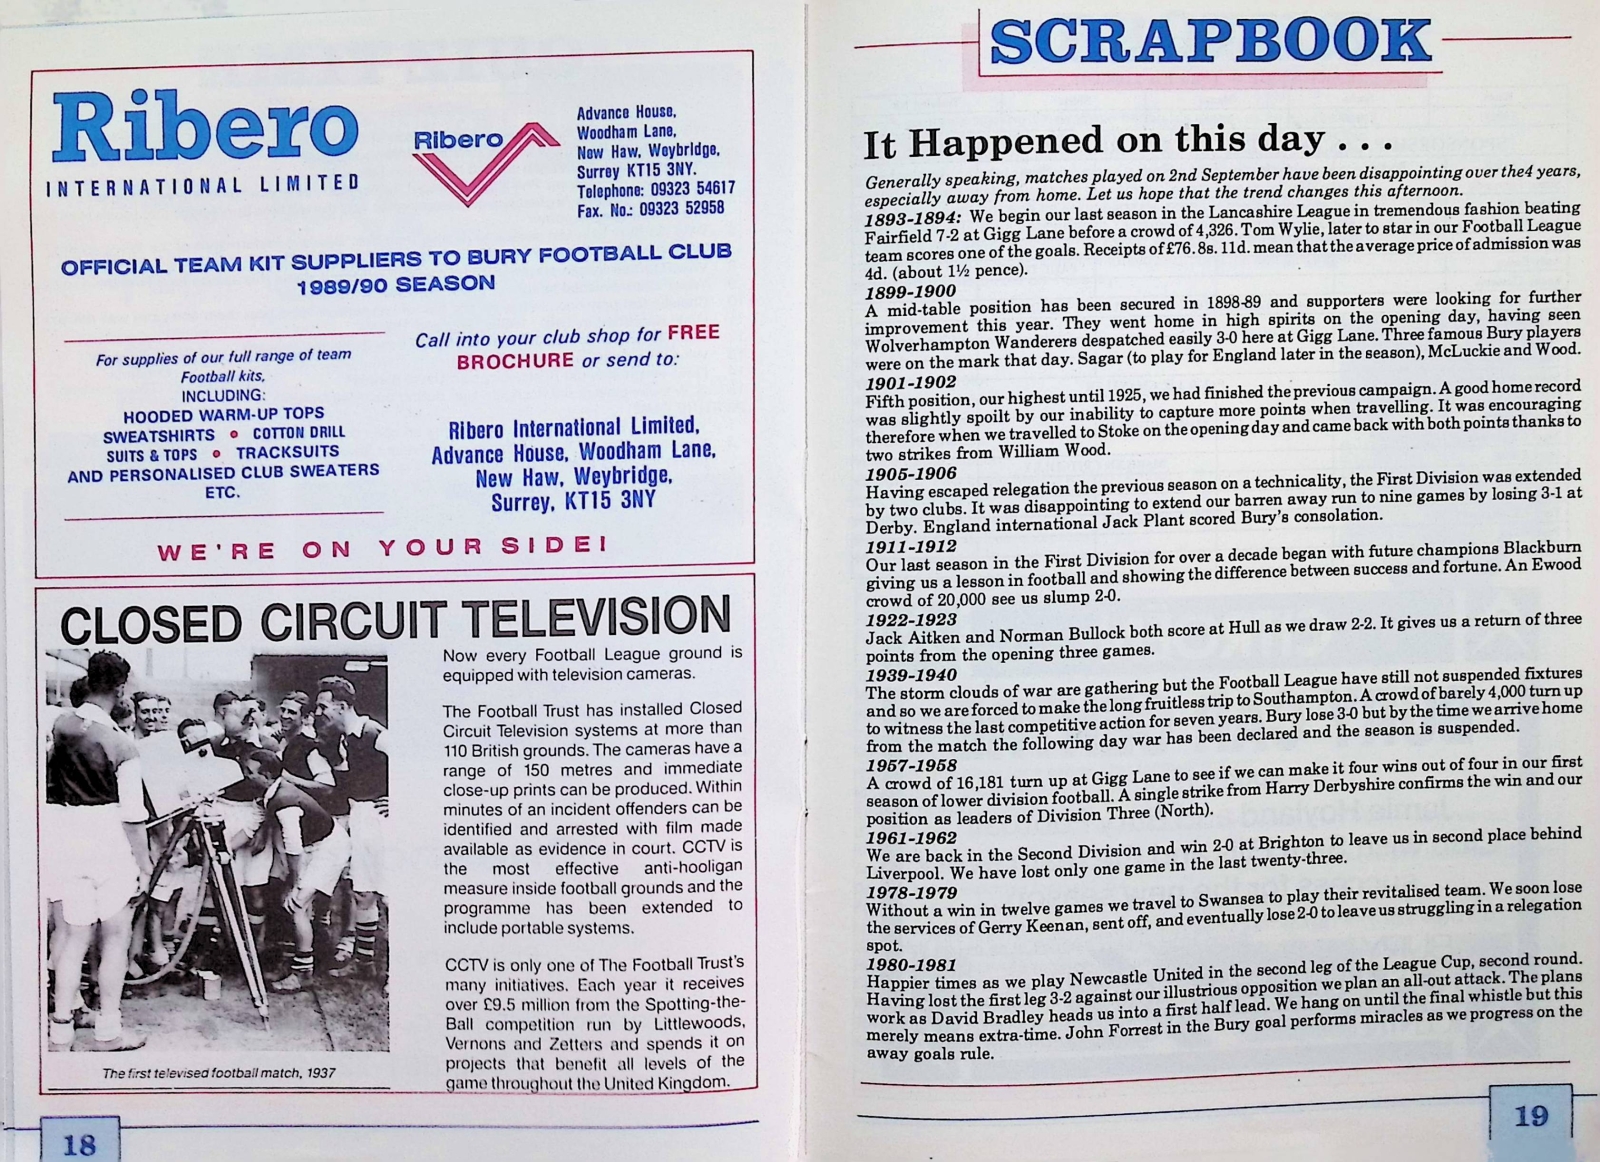 Ribero
INTERNATIONAL LIMITED
Ribero
Advance House,
Woodham Lane,
New Haw, Weybridge,
Surrey KT15 3NY.
Telephone: 09323 54617
Fax. No.: 09323 52958
OFFICIAL TEAM KIT SUPPLIERS TO BURY FOOTBALL CLUB
1989/90 SEASON
For supplies of our full range of team
Football kits,
INCLUDING:
HOODED WARM-UP TOPS
SWEATSHIRTS • COTTON DRILL
SUITS & TOPS • TRACKSUITS
AND PERSONALISED CLUB SWEATERS
ETC.
Call into your club shop for FREE
BROCHURE or send to:
Ribero International Limited,
Advance House, Woodham Lane,
New Haw, Weybridge,
Surrey, KT15 3NY
WE'RE ON YOUR SIDE!
CLOSED CIRCUIT TELEVISION
The first televised football match, 1937
Now every Football League ground is
equipped with television cameras.
The Football Trust has installed Closed
Circuit Television systems at more than
110 British grounds. The cameras have a
range of 150 metres and immediate
close-up prints can be produced. Within
minutes of an incident offenders can be
identified and arrested with film made
available as evidence in court. CCTV is
the most effective anti-hooligan
measure inside football grounds and the
programme has been extended to
include portable systems.
CCTV is only one of The Football Trust's
many initiatives. Each year it receives
over £9.5 million from the Spotting-the-
Ball competition run by Littlewoods,
Vernons and Zetters and spends it on
projects that benefit all levels of the
game throughout the United Kingdom.
18
SCRAPBOOK
It Happened on this day . . .
Generally speaking, matches played on 2nd September have been disappointing over the4 years,
especially away from home. Let us hope that the trend changes this afternoon.
1893-1894: We begin our last season in the Lancashire League in tremendous fashion beating
Fairfield 7-2 at Gigg Lane before a crowd of 4,326. Tom Wylie, later to star in our Football League
team scores one of the goals. Receipts of £76. 8s. 11d. mean that the average price of admission was
4d. (about 1½ pence).
1899-1900
A mid-table position has been secured in 1898-89 and supporters were looking for further
improvement this year. They went home in high spirits on the opening day, having seen
Wolverhampton Wanderers despatched easily 3-0 here at Gigg Lane. Three famous Bury players
were on the mark that day. Sagar (to play for England later in the season), McLuckie and Wood.
1901-1902
Fifth position, our highest until 1925, we had finished the previous campaign. A good home record
was slightly spoilt by our inability to capture more points when travelling. It was encouraging
therefore when we travelled to Stoke on the opening day and came back with both points thanks to
two strikes from William Wood.
1905-1906
Having escaped relegation the previous season on a technicality, the First Division was extended
by two clubs. It was disappointing to extend our barren away run to nine games by losing 3-1 at
Derby. England international Jack Plant scored Bury's consolation.
1911-1912
Our last season in the First Division for over a decade began with future champions Blackburn
giving us a lesson in football and showing the difference between success and fortune. An Ewood
crowd of 20,000 see us slump 2-0.
1922-1923
Jack Aitken and Norman Bullock both score at Hull as we draw 2-2. It gives us a return of three
points from the opening three games.
1939-1940
The storm clouds of war are gathering but the Football League have still not suspended fixtures
and so we are forced to make the long fruitless trip to Southampton. A crowd of barely 4,000 turn up
to witness the last competitive action for seven years. Bury lose 3-0 but by the time we arrive home
from the match the following day war has been declared and the season is suspended.
1957-1958
A crowd of 16,181 turn up at Gigg Lane to see if we can make it four wins out of four in our first
season of lower division football. A single strike from Harry Derbyshire confirms the win and our
position as leaders of Division Three (North).
1961-1962
We are back in the Second Division and win 2-0 at Brighton to leave us in second place behind
Liverpool. We have lost only one game in the last twenty-three.
1978-1979
Without a win in twelve games we travel to Swansea to play their revitalised team. We soon lose
the services of Gerry Keenan, sent off, and eventually lose 2-0 to leave us struggling in a relegation
spot.
1980-1981
Happier times as we play Newcastle United in the second leg of the League Cup, second round.
Having lost the first leg 3-2 against our illustrious opposition we plan an all-out attack. The plans
work as David Bradley heads us into a first half lead. We hang on until the final whistle but this
merely means extra-time. John Forrest in the Bury goal performs miracles as we progress on the
away goals rule.
19